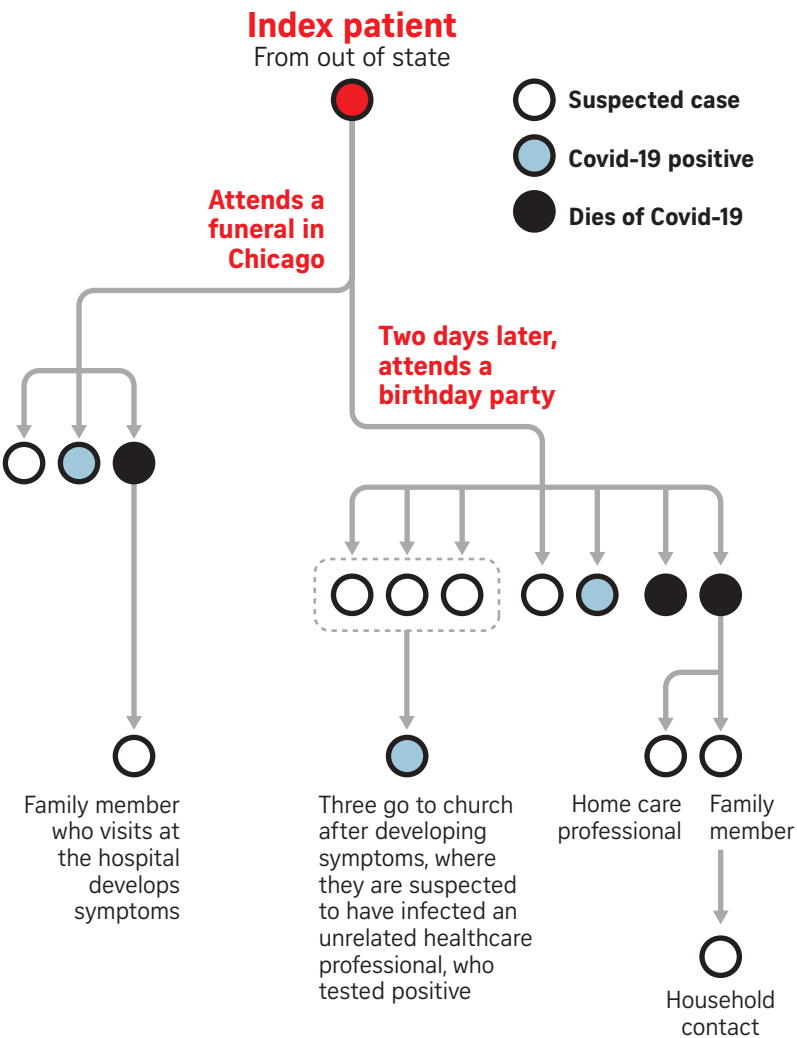 Index patient
From out of state
Suspected case
Covid-19 positive
Dies of Covid-19
Attends a
funeral in
Chicago
Two days later,
attends a
birthday party
Family member
who visits at
the hospital
develops
symptoms
Three go to church
after developing
symptoms, where
they are suspected
to have infected an
unrelated healthcare
professional, who
tested positive
Home care
professional
Family
member
Household
contact